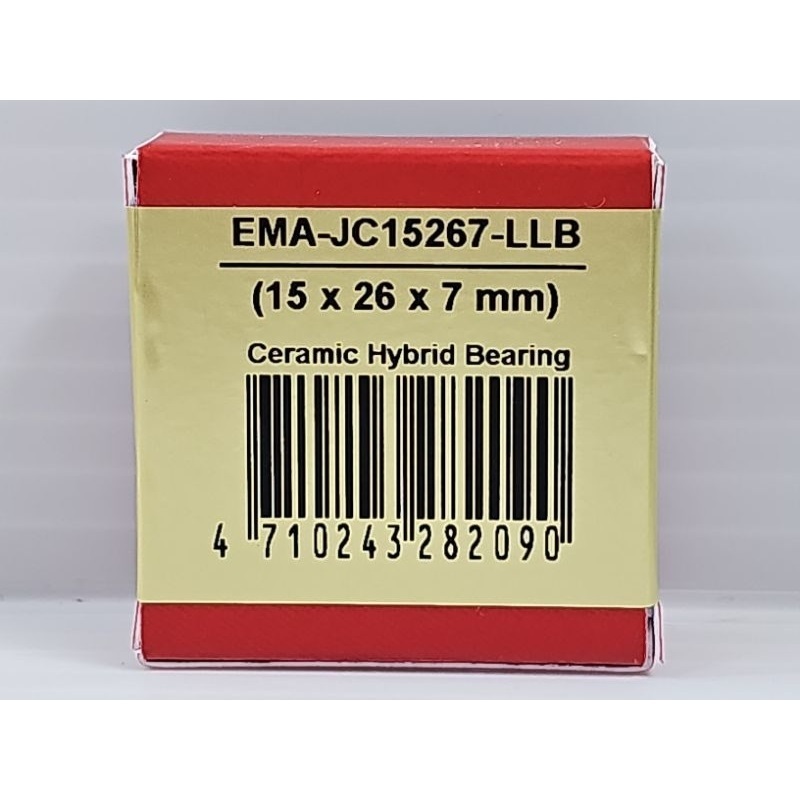 EMA-JC15267-LLB
(15 x 26 x 7 mm)
Ceramic Hybrid Bearing
4 710243 282090